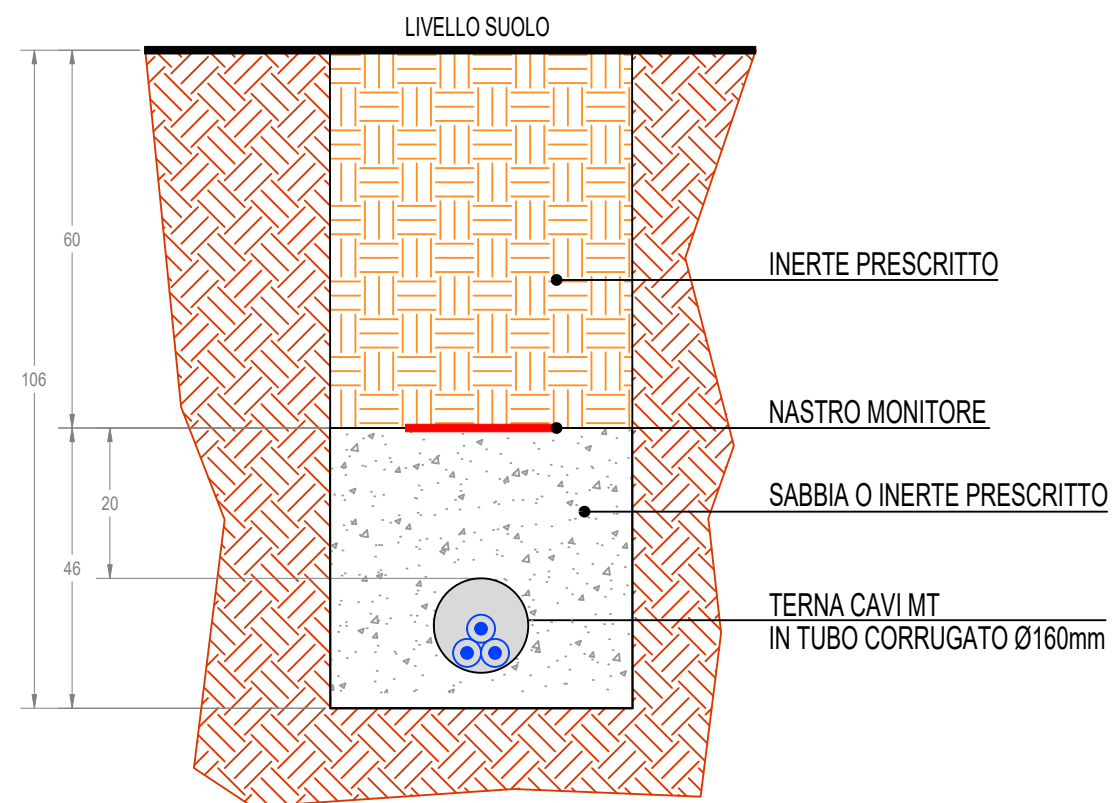 LIVELLO SUOLO
60
INERTE PRESCRITTO
106
NASTRO MONITORE
20
SABBIA O INERTE PRESCRITTO
46
TERNA CAVI MT
IN TUBO CORRUGATO Ø160mm